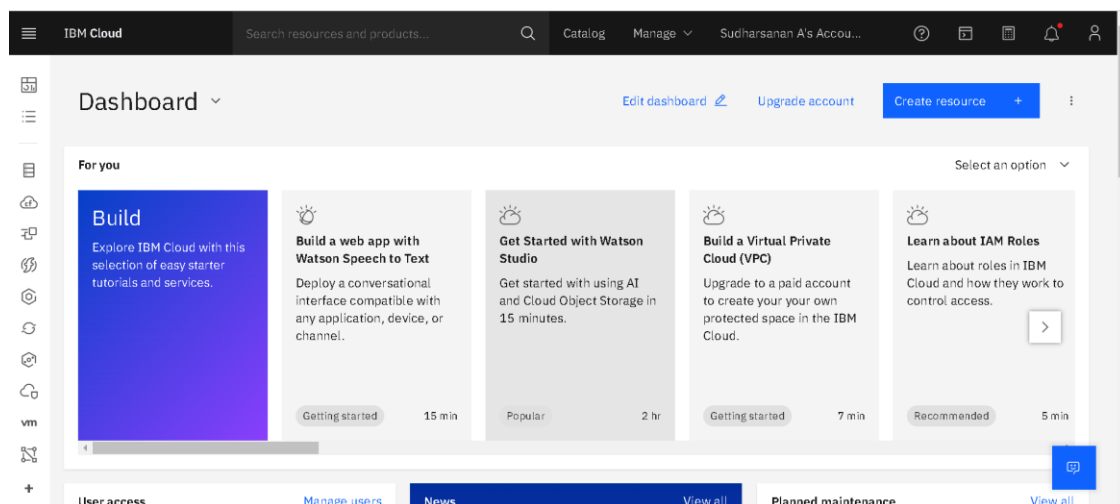 IBM Cloud
Search resources and products...
Catalog
Manage
Sudharsanan A's Accou...
Dashboard
Edit dashboard
Upgrade account
Create resource +
For you
Select an option
Build
Explore IBM Cloud with this
selection of easy starter
tutorials and services.
Build a web app with
Watson Speech to Text
Deploy a conversational
interface compatible with
any application, device, or
channel.
Getting started
15 min
Get Started with Watson
Studio
Get started with using AI
and Cloud Object Storage in
15 minutes.
Popular
2 hr
Build a Virtual Private
Cloud (VPC)
Upgrade to a paid account
to create your your own
protected space in the IBM
Cloud.
Getting started
7 min
Learn about IAM Roles
Learn about roles in IBM
Cloud and how they work to
control access.
Recommended
5 min
vm
User access
Manage users
News
View all
Planned maintenance
View all